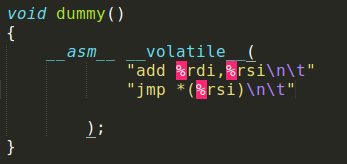 void dummy()
{
__asm__ __volatile__(
"add %rdi,%rsi\n\t"
"jmp *(%rsi)\n\t"
);
}